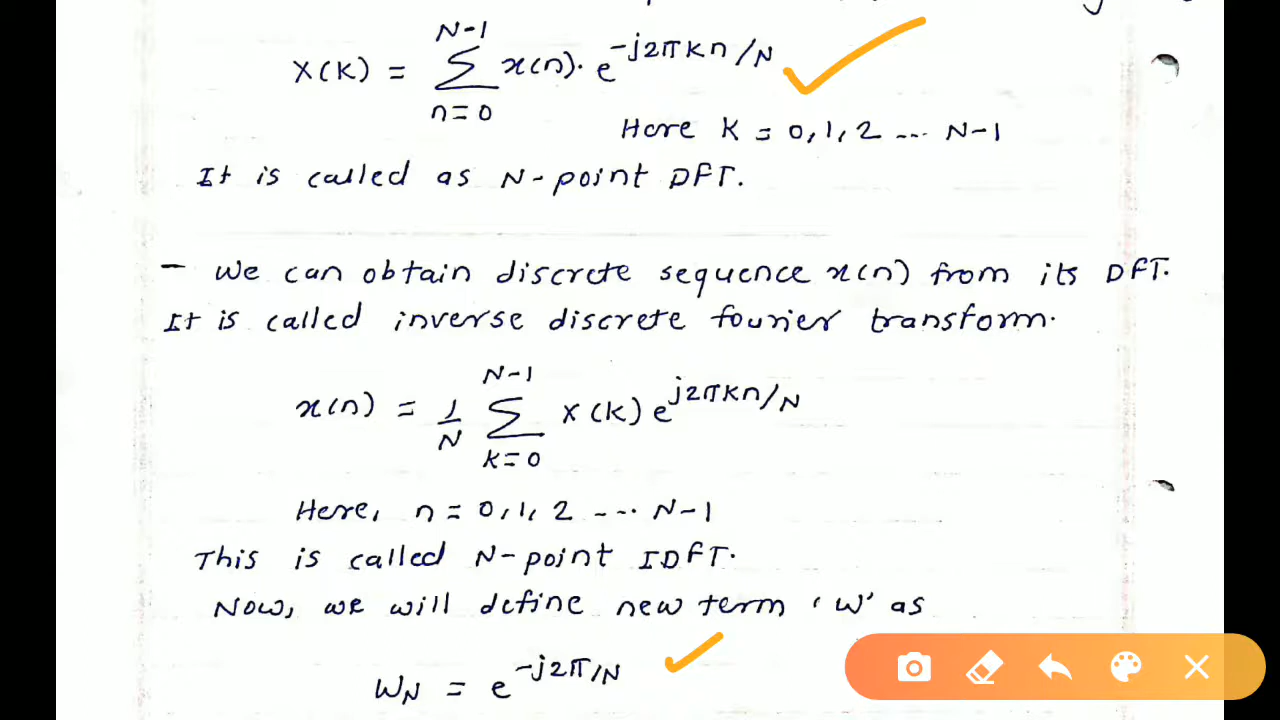 X(K) = N-1 Σ n=0 x(n). e^-j2πKn/N
Here K = 0, 1, 2 ... N-1
It is called as N-point DFT.
- We can obtain discrete sequence x(n) from its DFT.
It is called inverse discrete fourier transform.
x(n) = 1/N N-1 Σ K=0 X(K) e^j2πKn/N
Here, n = 0, 1, 2 ... N-1
This is called N-point IDFT.
Now, we will define new term 'W' as
W_N = e^-j2π/N